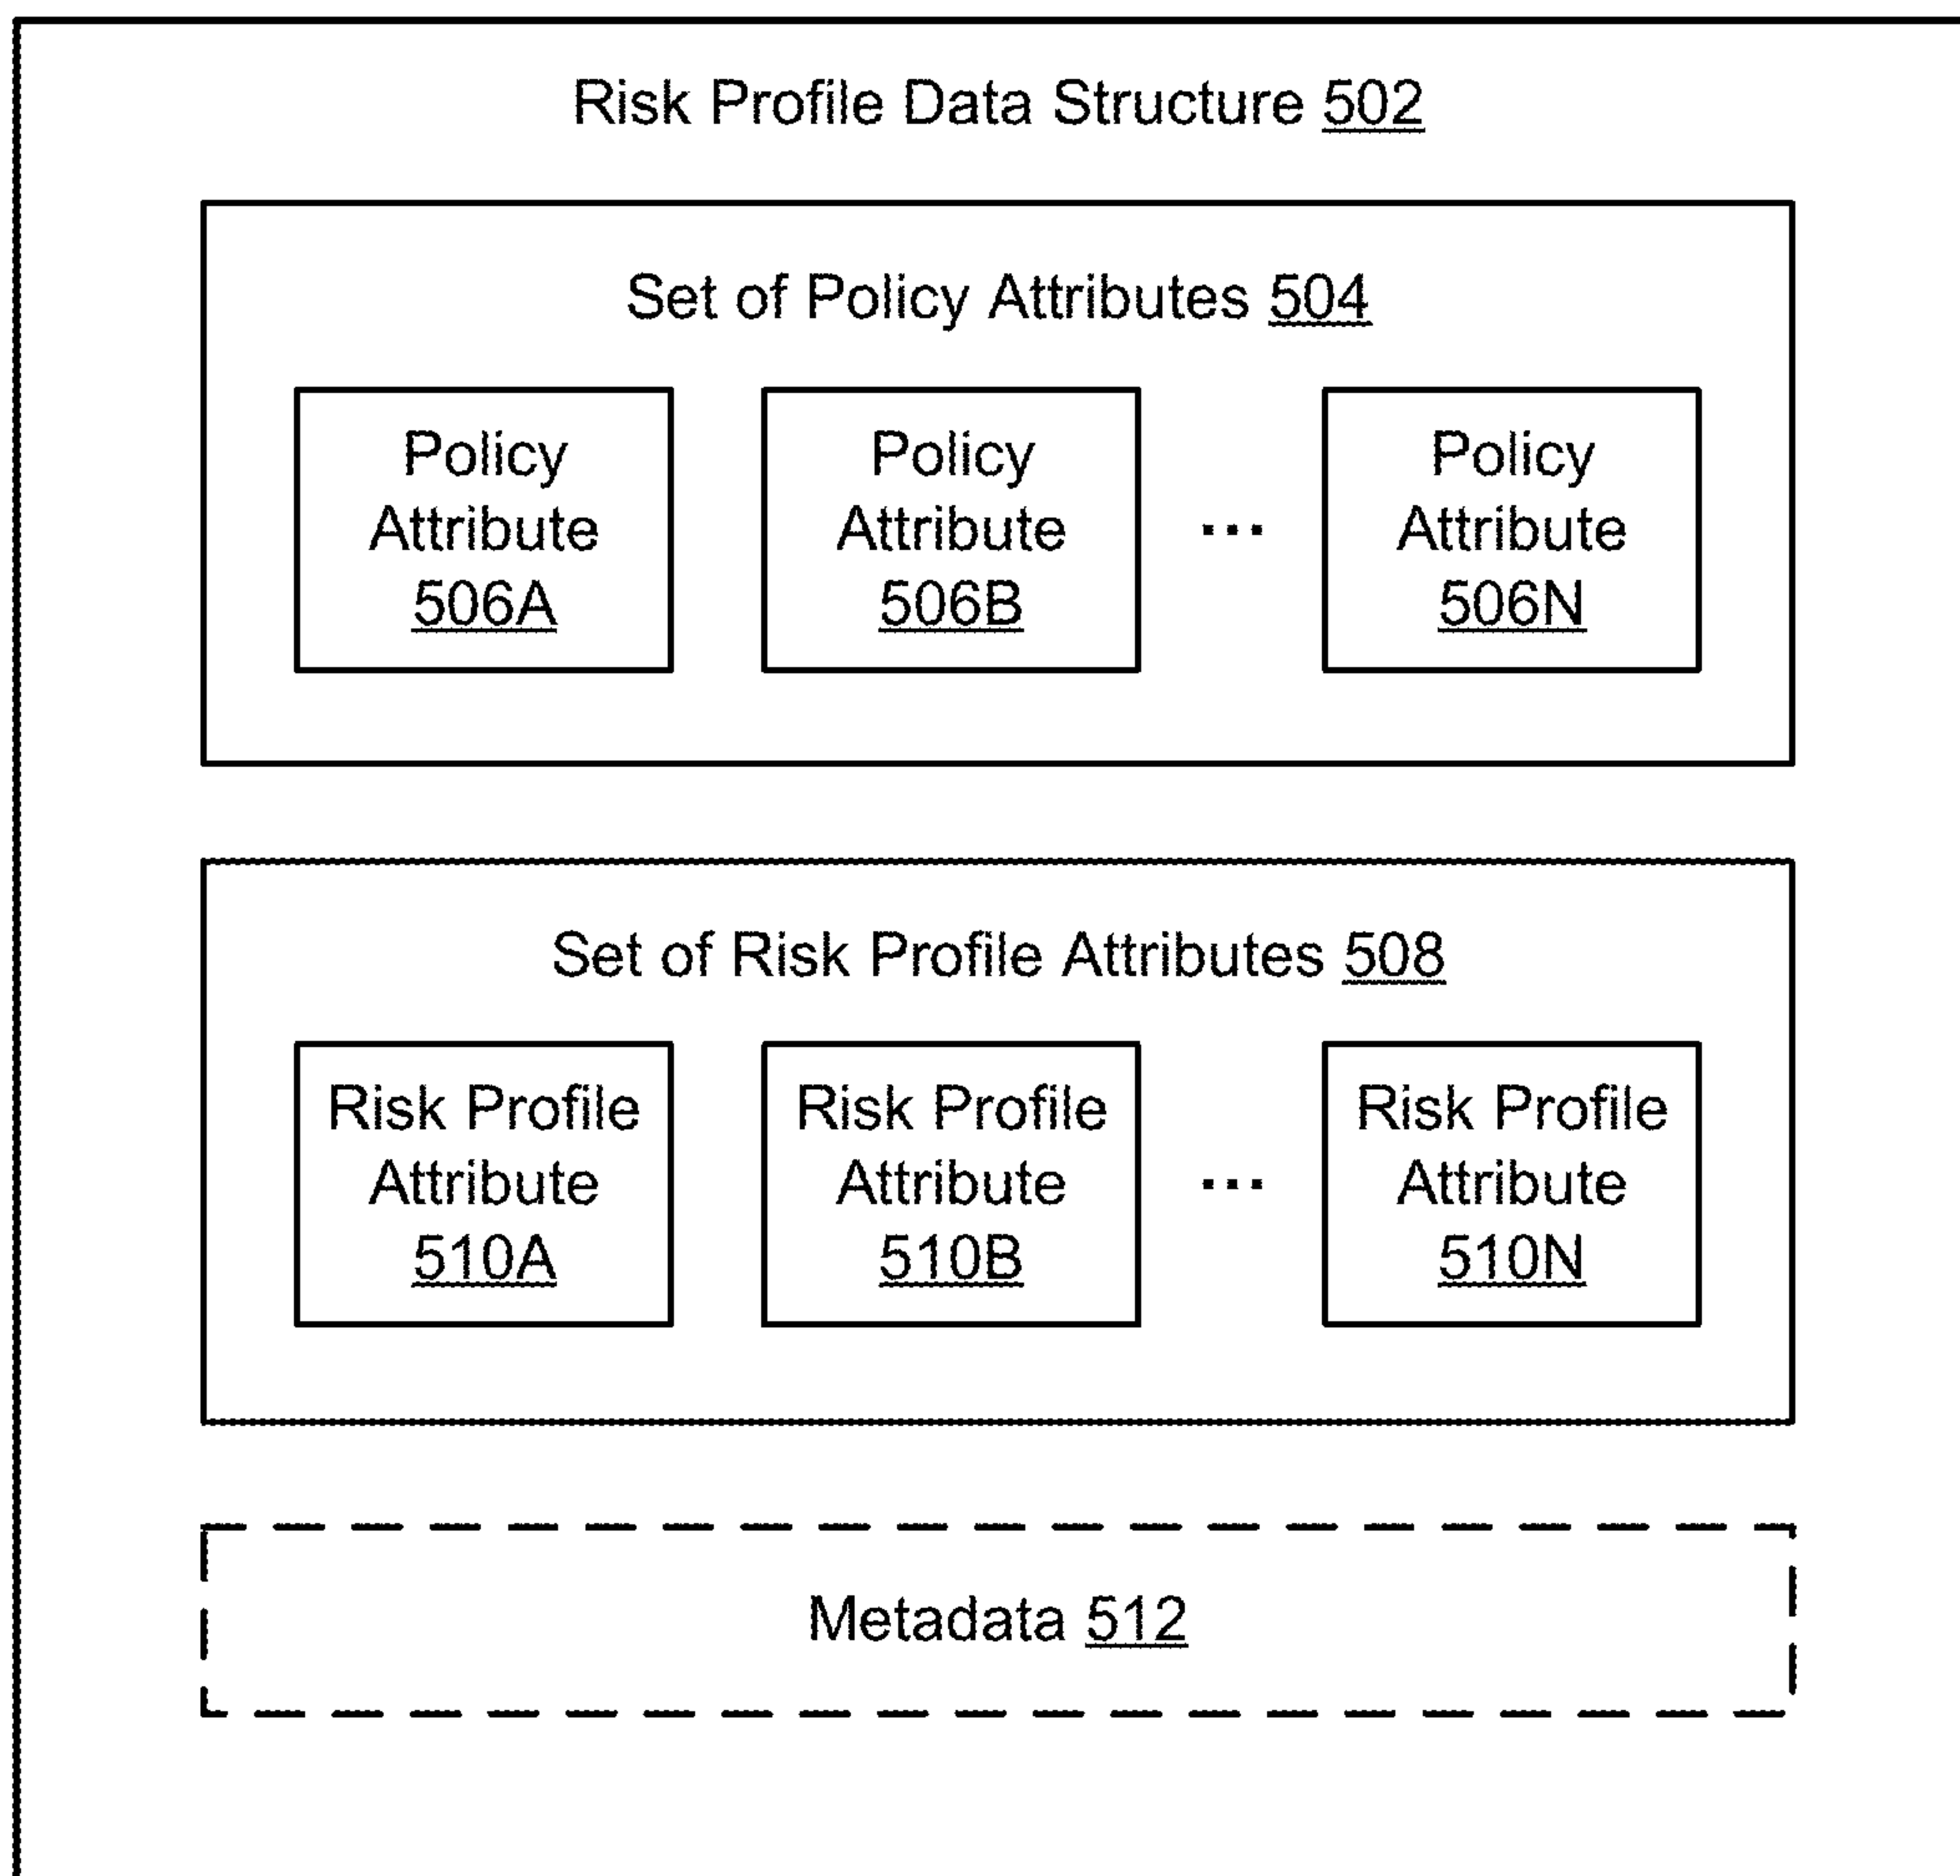 Risk Profile Data Structure 502
Set of Policy Attributes 504
Policy
Attribute
506A
Policy
Attribute
506B
...
Policy
Attribute
506N
Set of Risk Profile Attributes 508
Risk Profile
Attribute
510A
Risk Profile
Attribute
510B
...
Risk Profile
Attribute
510N
Metadata 512